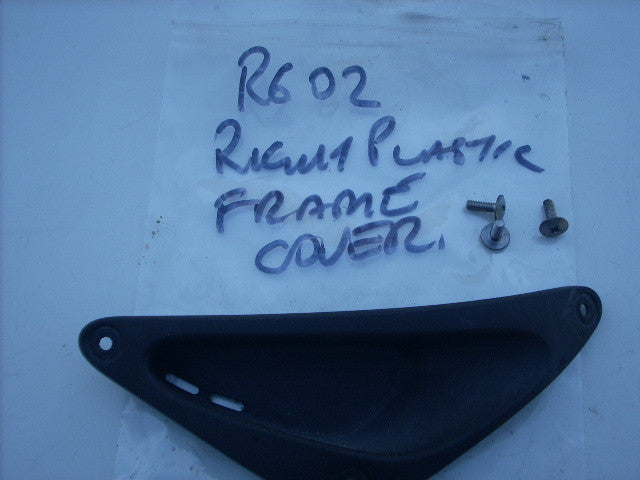 R6 02
RIGHT PLASTIC
FRAME
COVER.